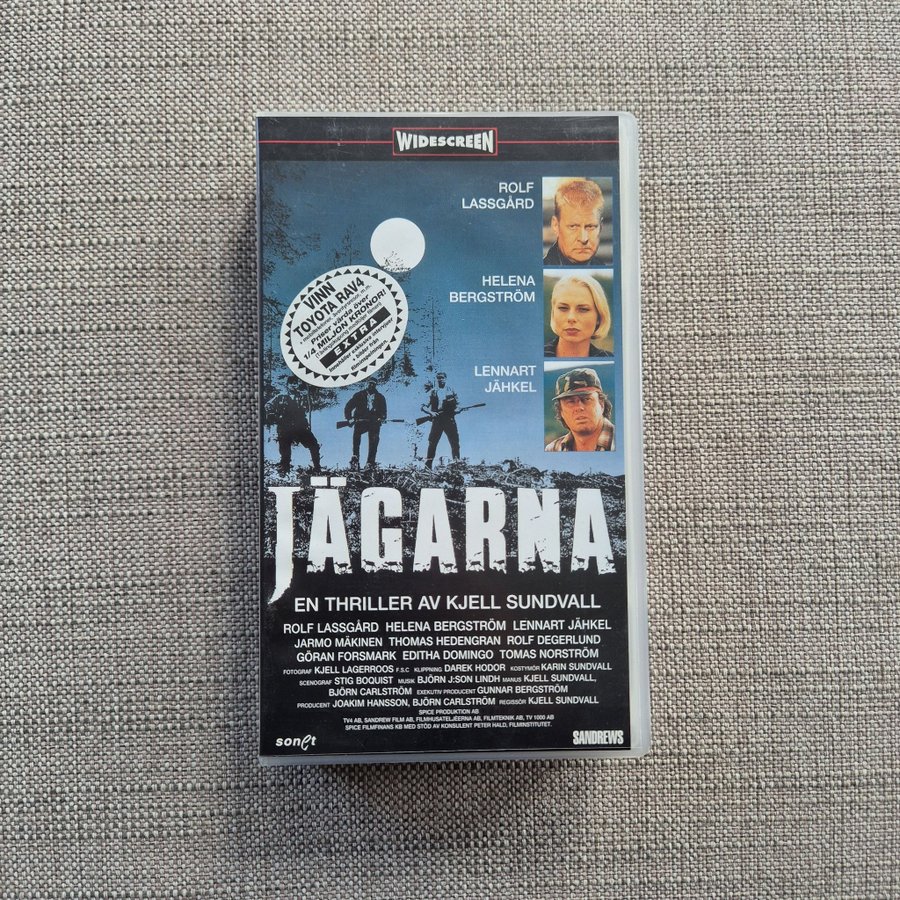 WIDESCREEN
ROLF
LASSGÅRD
HELENA
BERGSTRÖM
LENNART
JÄHKEL
VINN
TOYOTA RAV4
Priser värda över
1/4 MILJON KRONOR!
EXTRA
JÄGARNA
EN THRILLER AV KJELL SUNDVALL
ROLF LASSGÅRD HELENA BERGSTRÖM LENNART JÄHKEL
JARMO MÄKINEN THOMAS HEDENGRAN ROLF DEGERLUND
GÖRAN FORSMARK EDITHA DOMINGO TOMAS NORSTRÖM
FOTOGRAF KJELL LAGERROOS F.S.C KLIPPNING DAREK HODOR KOSTYMÖR KARIN SUNDVALL
SCENOGRAF STIG BOQUIST MUSIK BJÖRN J:SON LINDH MANUS KJELL SUNDVALL,
BJÖRN CARLSTRÖM EXEKUTIV PRODUCENT GUNNAR BERGSTRÖM
PRODUCENT JOAKIM HANSSON, BJÖRN CARLSTRÖM REGISSÖR KJELL SUNDVALL
SPICE PRODUKTION AB
TV4 AB, SANDREW FILM AB, FILMHUSATELJÉERNA AB, FILMTEKNIK AB, TV 1000 AB
SPICE FILMFINANS KB MED STÖD AV KONSULENT PETER HALD, FILMINSTITUTET.
sonet
SANDREWS